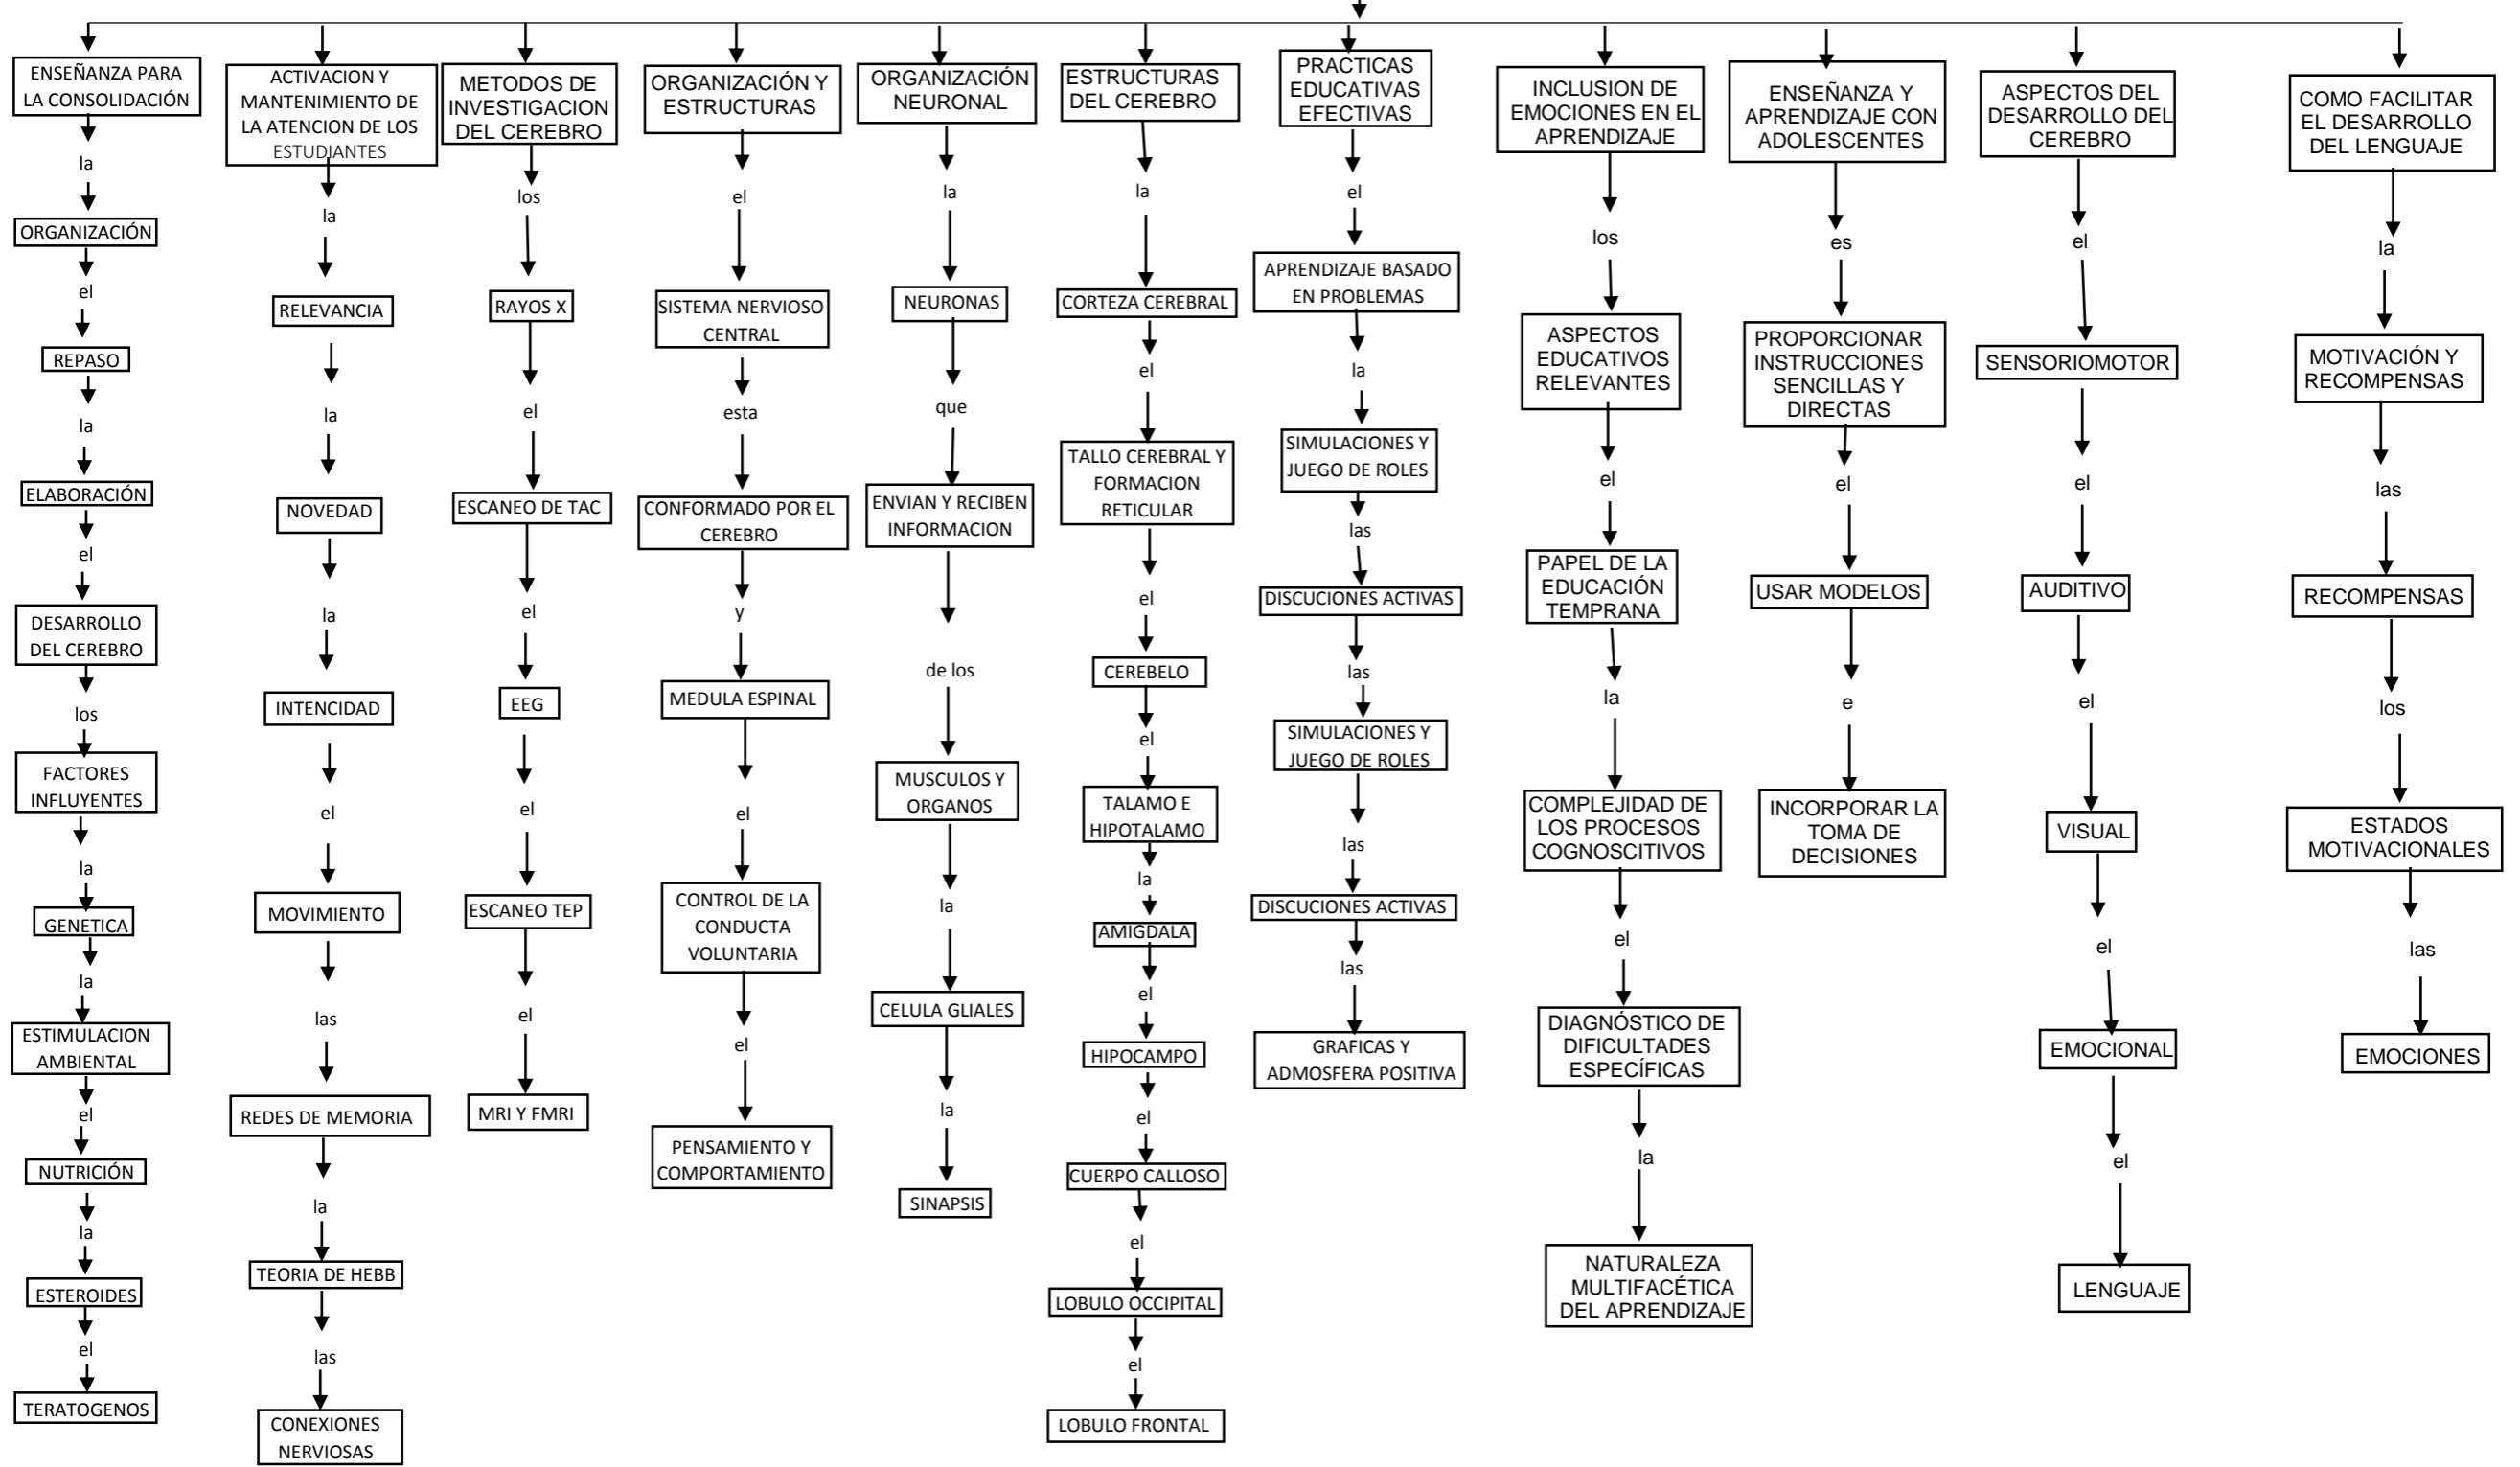 ENSEÑANZA PARA
LA CONSOLIDACIÓN
la
ORGANIZACIÓN
el
REPASO
la
ELABORACIÓN
el
DESARROLLO
DEL CEREBRO
los
FACTORES
INFLUYENTES
la
GENETICA
la
ESTIMULACION
AMBIENTAL
el
NUTRICIÓN
la
ESTEROIDES
el
TERATOGENOS
ACTIVACION Y
MANTENIMIENTO DE
LA ATENCION DE LOS
ESTUDIANTES
la
RELEVANCIA
la
NOVEDAD
la
INTENCIDAD
el
MOVIMIENTO
las
REDES DE MEMORIA
la
TEORIA DE HEBB
las
CONEXIONES
NERVIOSAS
METODOS DE
INVESTIGACION
DEL CEREBRO
los
RAYOS X
el
ESCANEO DE TAC
el
EEG
el
ESCANEO TEP
el
MRI Y FMRI
ORGANIZACIÓN Y
ESTRUCTURAS
el
SISTEMA NERVIOSO
CENTRAL
esta
CONFORMADO POR EL
CEREBRO
y
MEDULA ESPINAL
el
CONTROL DE LA
CONDUCTA
VOLUNTARIA
el
PENSAMIENTO Y
COMPORTAMIENTO
ORGANIZACIÓN
NEURONAL
la
NEURONAS
que
ENVIAN Y RECIBEN
INFORMACION
de los
MUSCULOS Y
ORGANOS
la
CELULA GLIALES
la
SINAPSIS
ESTRUCTURAS
DEL CEREBRO
la
CORTEZA CEREBRAL
el
TALLO CEREBRAL Y
FORMACION
RETICULAR
el
CEREBELO
el
TALAMO E
HIPOTALAMO
la
AMIGDALA
el
HIPOCAMPO
el
CUERPO CALLOSO
el
LOBULO OCCIPITAL
el
LOBULO FRONTAL
PRACTICAS
EDUCATIVAS
EFECTIVAS
el
APRENDIZAJE BASADO
EN PROBLEMAS
la
SIMULACIONES Y
JUEGO DE ROLES
las
DISCUCIONES ACTIVAS
las
SIMULACIONES Y
JUEGO DE ROLES
las
DISCUCIONES ACTIVAS
las
GRAFICAS Y
ADMOSFERA POSITIVA
INCLUSION DE
EMOCIONES EN EL
APRENDIZAJE
los
ASPECTOS
EDUCATIVOS
RELEVANTES
el
PAPEL DE LA
EDUCACIÓN
TEMPRANA
la
COMPLEJIDAD DE
LOS PROCESOS
COGNOSCITIVOS
el
DIAGNÓSTICO DE
DIFICULTADES
ESPECÍFICAS
la
NATURALEZA
MULTIFACÉTICA
DEL APRENDIZAJE
ENSEÑANZA Y
APRENDIZAJE CON
ADOLESCENTES
es
PROPORCIONAR
INSTRUCCIONES
SENCILLAS Y
DIRECTAS
el
USAR MODELOS
e
INCORPORAR LA
TOMA DE
DECISIONES
ASPECTOS DEL
DESARROLLO DEL
CEREBRO
el
SENSORIOMOTOR
el
AUDITIVO
el
VISUAL
el
EMOCIONAL
el
LENGUAJE
COMO FACILITAR
EL DESARROLLO
DEL LENGUAJE
la
MOTIVACIÓN Y
RECOMPENSAS
las
RECOMPENSAS
los
ESTADOS
MOTIVACIONALES
las
EMOCIONES